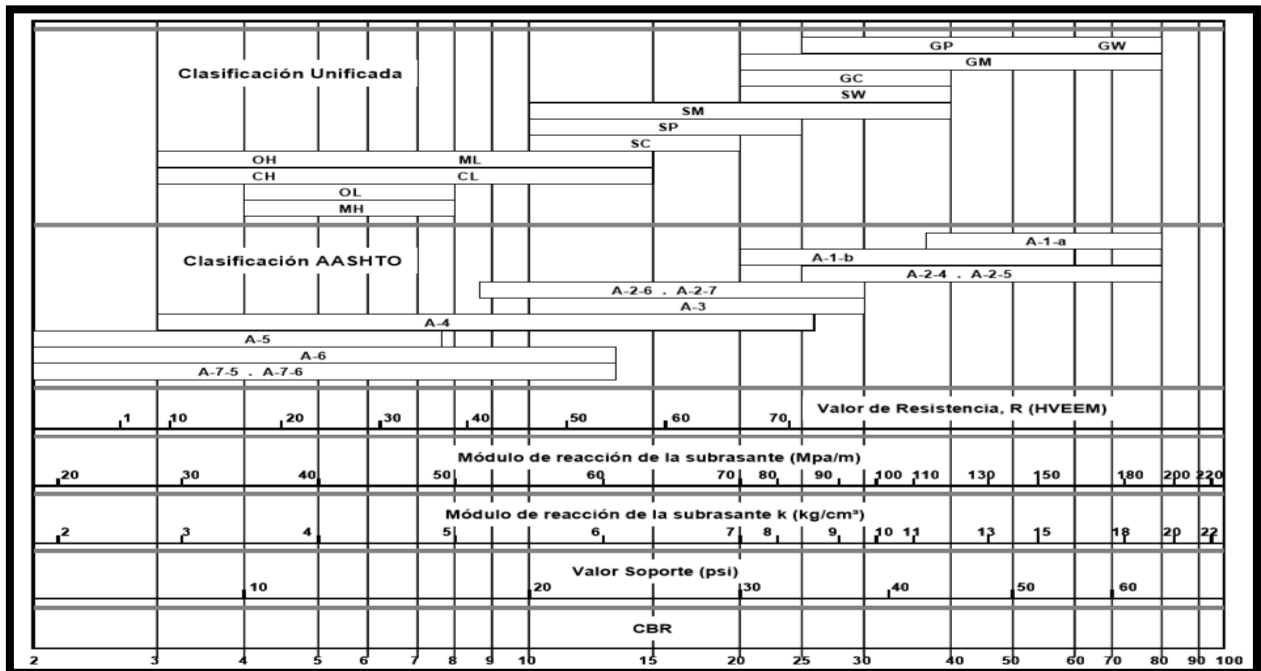 GP GW
Clasificación Unificada
GM
GC
SW
SM
SP
SC
OH ML
CH CL
OL
MH
A-1-a
Clasificación AASHTO
A-1-b
A-2-4 . A-2-5
A-2-6 . A-2-7
A-3
A-4
A-5
A-6
A-7-5 . A-7-6
Valor de Resistencia, R (HVEEM)
1 10 20 30 40 50 60 70
Módulo de reacción de la subrasante (Mpa/m)
20 30 40 50 60 70 80 90 100 110 130 150 180 200 220
Módulo de reacción de la subrasante k (kg/cm³)
2 3 4 5 6 7 8 9 10 11 13 15 18 20 22
Valor Soporte (psi)
10 20 30 40 50 60
CBR
2 3 4 5 6 7 8 9 10 15 20 25 30 40 50 60 70 80 90 100